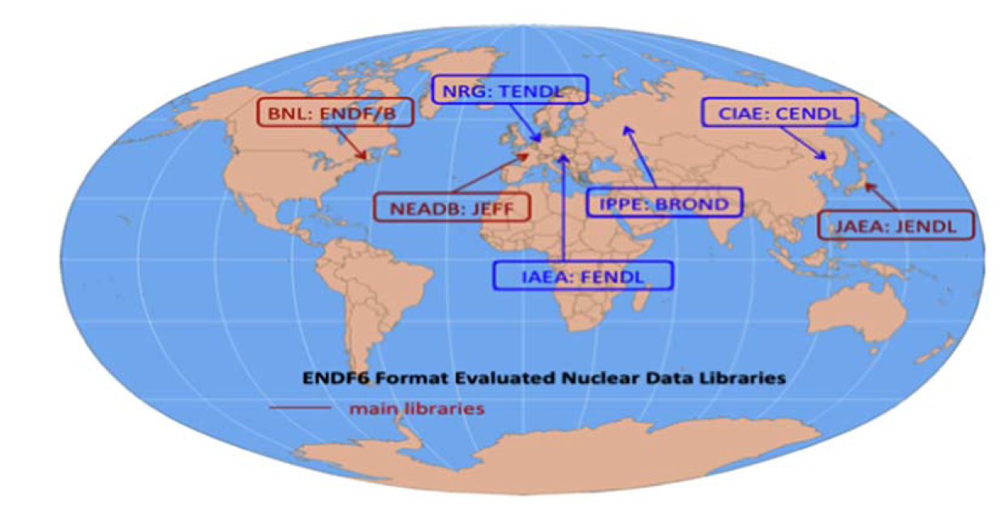 NRG: TENDL
BNL: ENDF/B
CIAE: CENDL
NEADB: JEFF
IPPE: BROND
JAEA: JENDL
IAEA: FENDL
ENDF6 Format Evaluated Nuclear Data Libraries
main libraries